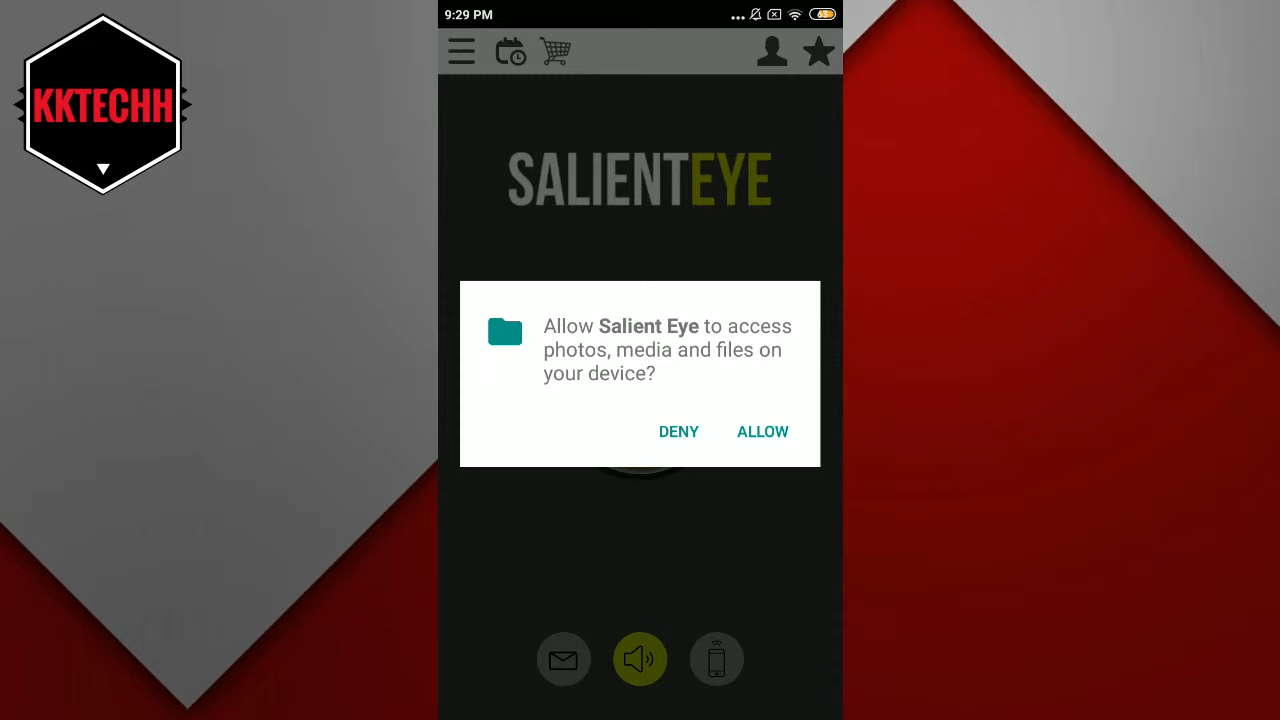 9:29 PM
63
KKTECHH
SALIENTEYE
Allow Salient Eye to access
photos, media and files on
your device?
DENY
ALLOW